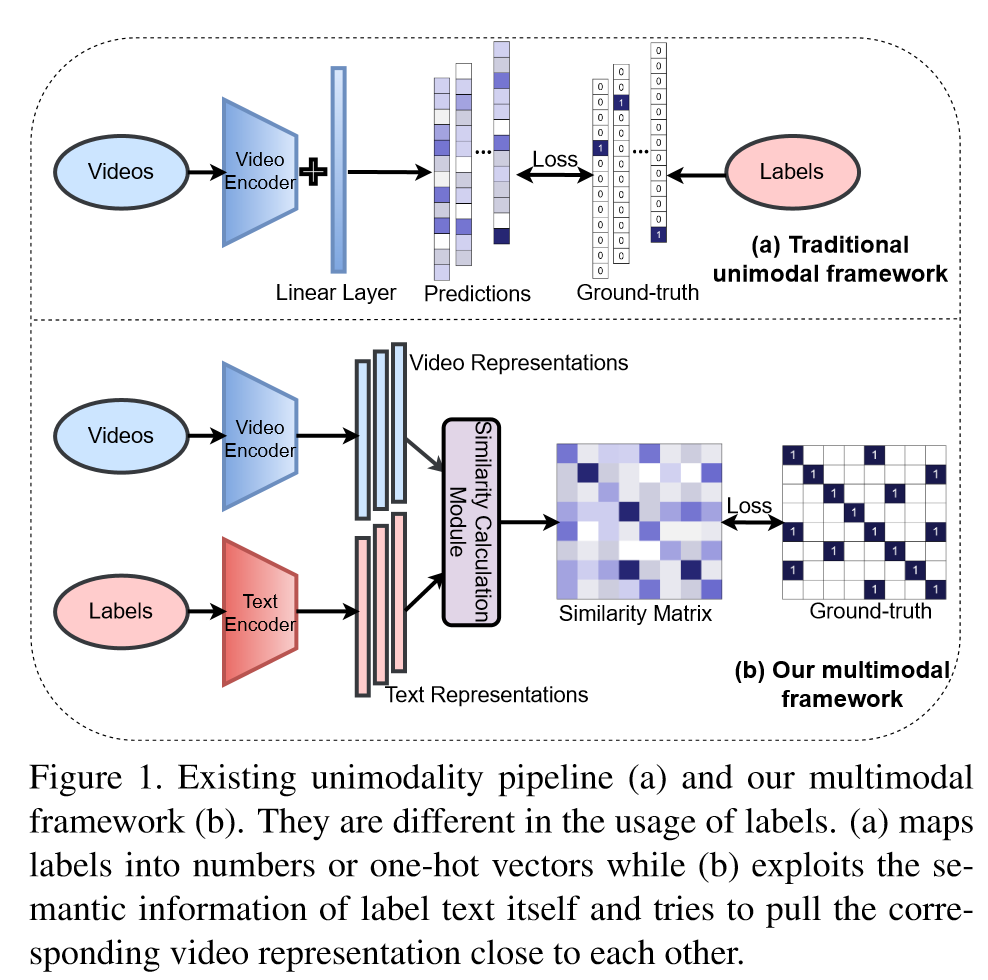 Videos
Video
Encoder
Linear Layer
Predictions
...
Loss
0
0
0
0
1
0
0
0
0
0
0
0
0
0
0
1
0
0
0
0
0
0
0
0
0
0
...
0
0
0
0
0
0
0
0
0
0
0
0
1
Ground-truth
Labels
(a) Traditional
unimodal framework
Videos
Video
Encoder
Video Representations
Labels
Text
Encoder
Text Representations
Similarity Calculation
Module
Similarity Matrix
Loss
1 1
1 1
1 1
1
1 1 1
1 1
1 1
1 1
Ground-truth
(b) Our multimodal
framework
Figure 1. Existing unimodality pipeline (a) and our multimodal
framework (b). They are different in the usage of labels. (a) maps
labels into numbers or one-hot vectors while (b) exploits the se-
mantic information of label text itself and tries to pull the corre-
sponding video representation close to each other.